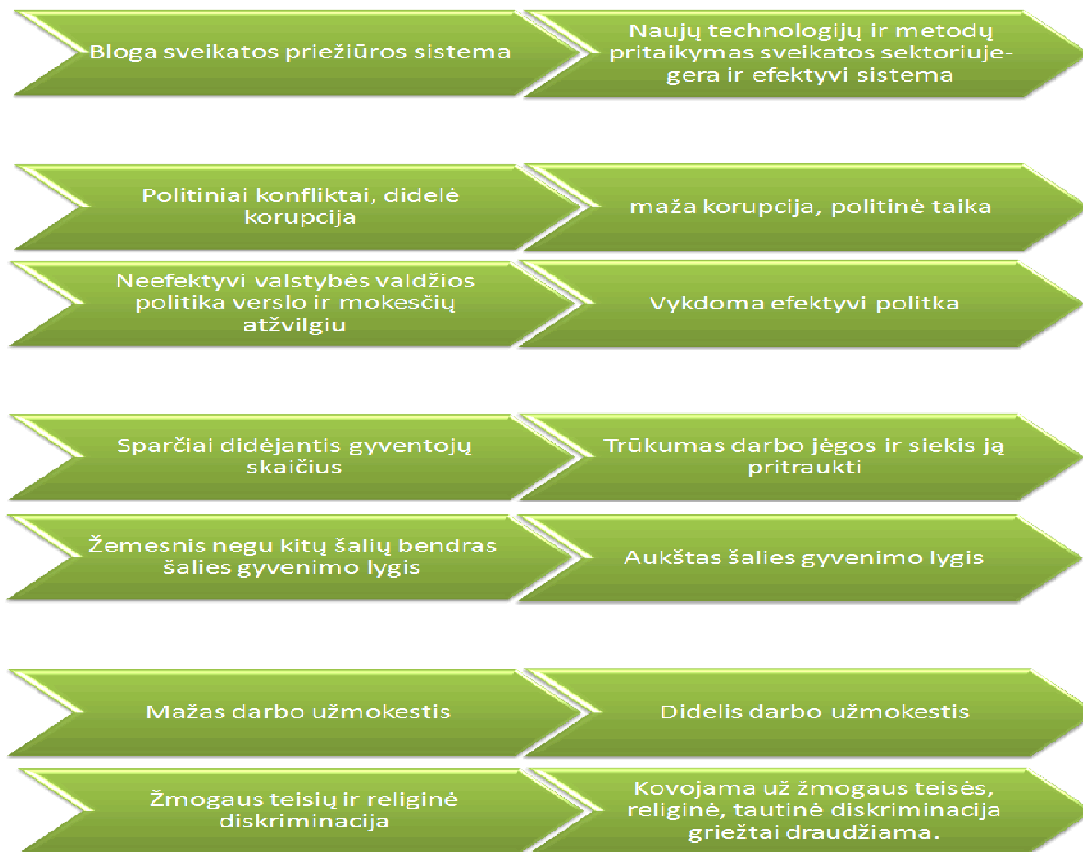 Bloga sveikatos priežiūros sistema
Naujų technologijų ir metodų
pritaikymas sveikatos sektoriuje-
gera ir efektyvi sistema
Politiniai konfliktai, didelė
korupcija
maža korupcija, politinė taika
Neefektyvi valstybės valdžios
politika verslo ir mokesčių
atžvilgiu
Vykdoma efektyvi politka
Sparčiai didėjantis gyventojų
skaičius
Trūkumas darbo jėgos ir siekis ją
pritraukti
Žemesnis negu kitų šalių bendras
šalies gyvenimo lygis
Aukštas šalies gyvenimo lygis
Mažas darbo užmokestis
Didelis darbo užmokestis
Žmogaus teisių ir religinė
diskriminacija
Kovojama už žmogaus teisės,
religinė, tautinė diskriminacija
griežtai draudžiama.